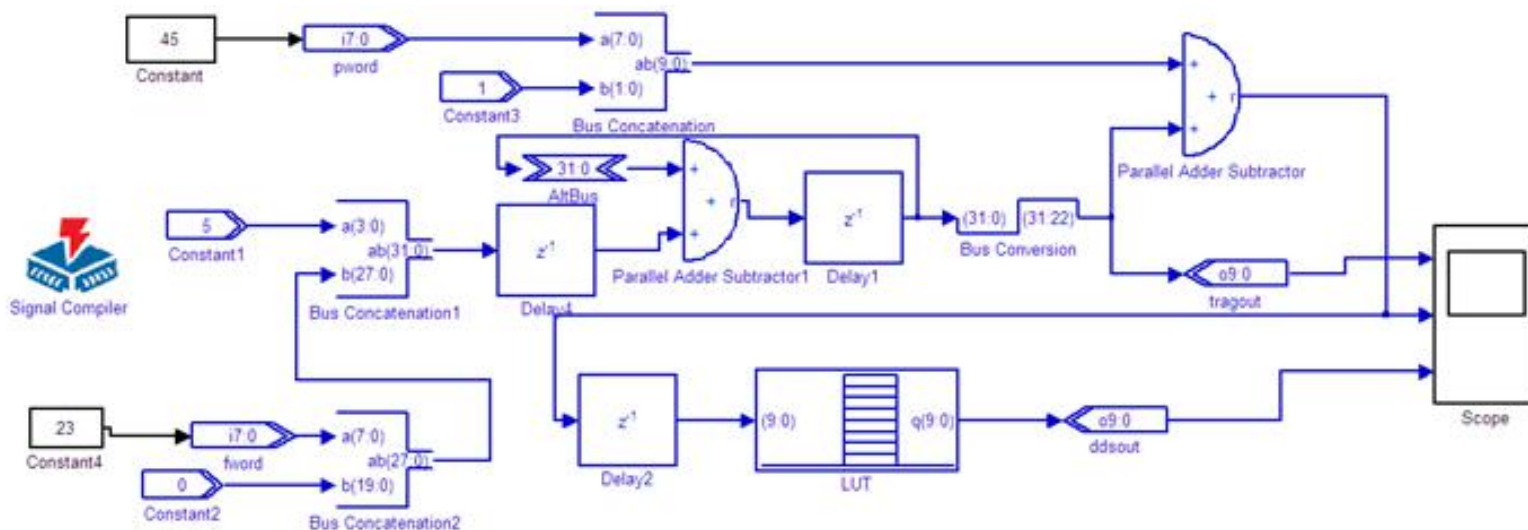 45
Constant
i7:0
pword
1
Constant3
a(7:0)
b(1:0)
ab(9:0)
Bus Concatenation
+
+
+
r
Parallel Adder Subtractor
31:0
AltBus
+
+
+
r
Parallel Adder Subtractor1
z⁻¹
Delay1
(31:0)
(31:22)
Bus Conversion
Signal Compiler
5
Constant1
a(3:0)
b(27:0)
ab(31:0)
Bus Concatenation1
z⁻¹
Delay4
o9:0
tragout
Scope
23
Constant4
i7:0
fword
0
Constant2
a(7:0)
b(19:0)
ab(27:0)
Bus Concatenation2
z⁻¹
Delay2
(9:0)
q(9:0)
LUT
o9:0
ddsout